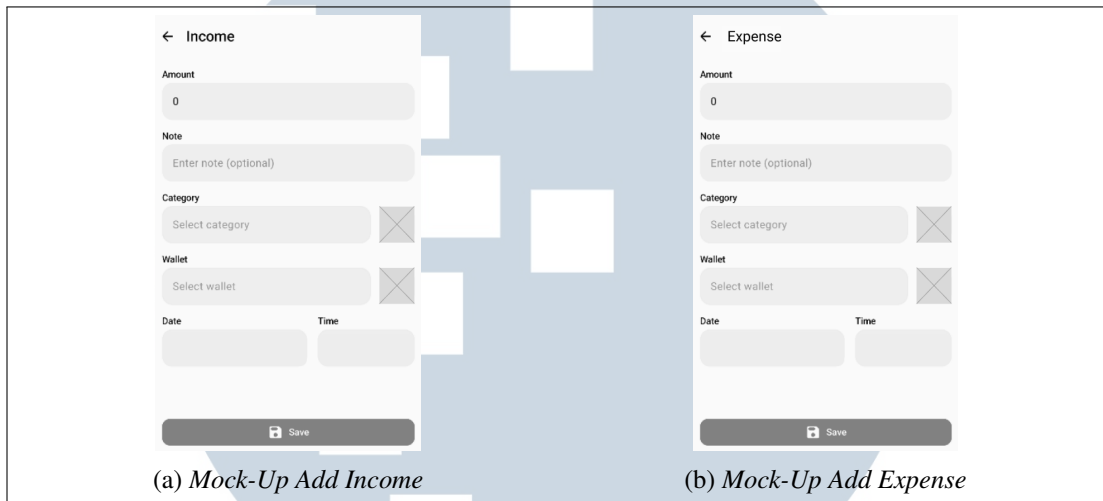 Income
Amount
0
Note
Enter note (optional)
Category
Select category
Wallet
Select wallet
Date Time
Save
(a) Mock-Up Add Income
Expense
Amount
0
Note
Enter note (optional)
Category
Select category
Wallet
Select wallet
Date Time
Save
(b) Mock-Up Add Expense